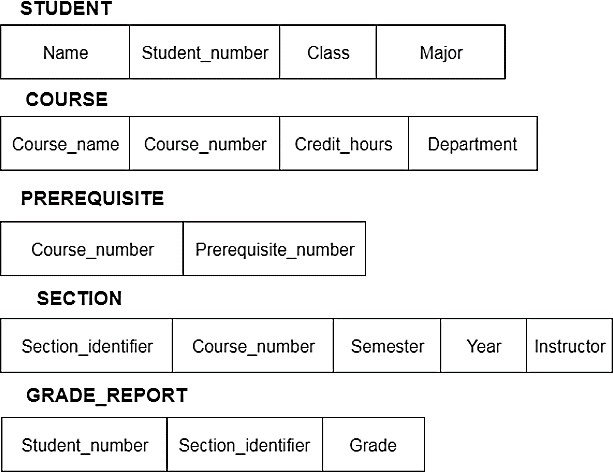 STUDENT
Name Student_number Class Major
COURSE
Course_name Course_number Credit_hours Department
PREREQUISITE
Course_number Prerequisite_number
SECTION
Section_identifier Course_number Semester Year Instructor
GRADE_REPORT
Student_number Section_identifier Grade